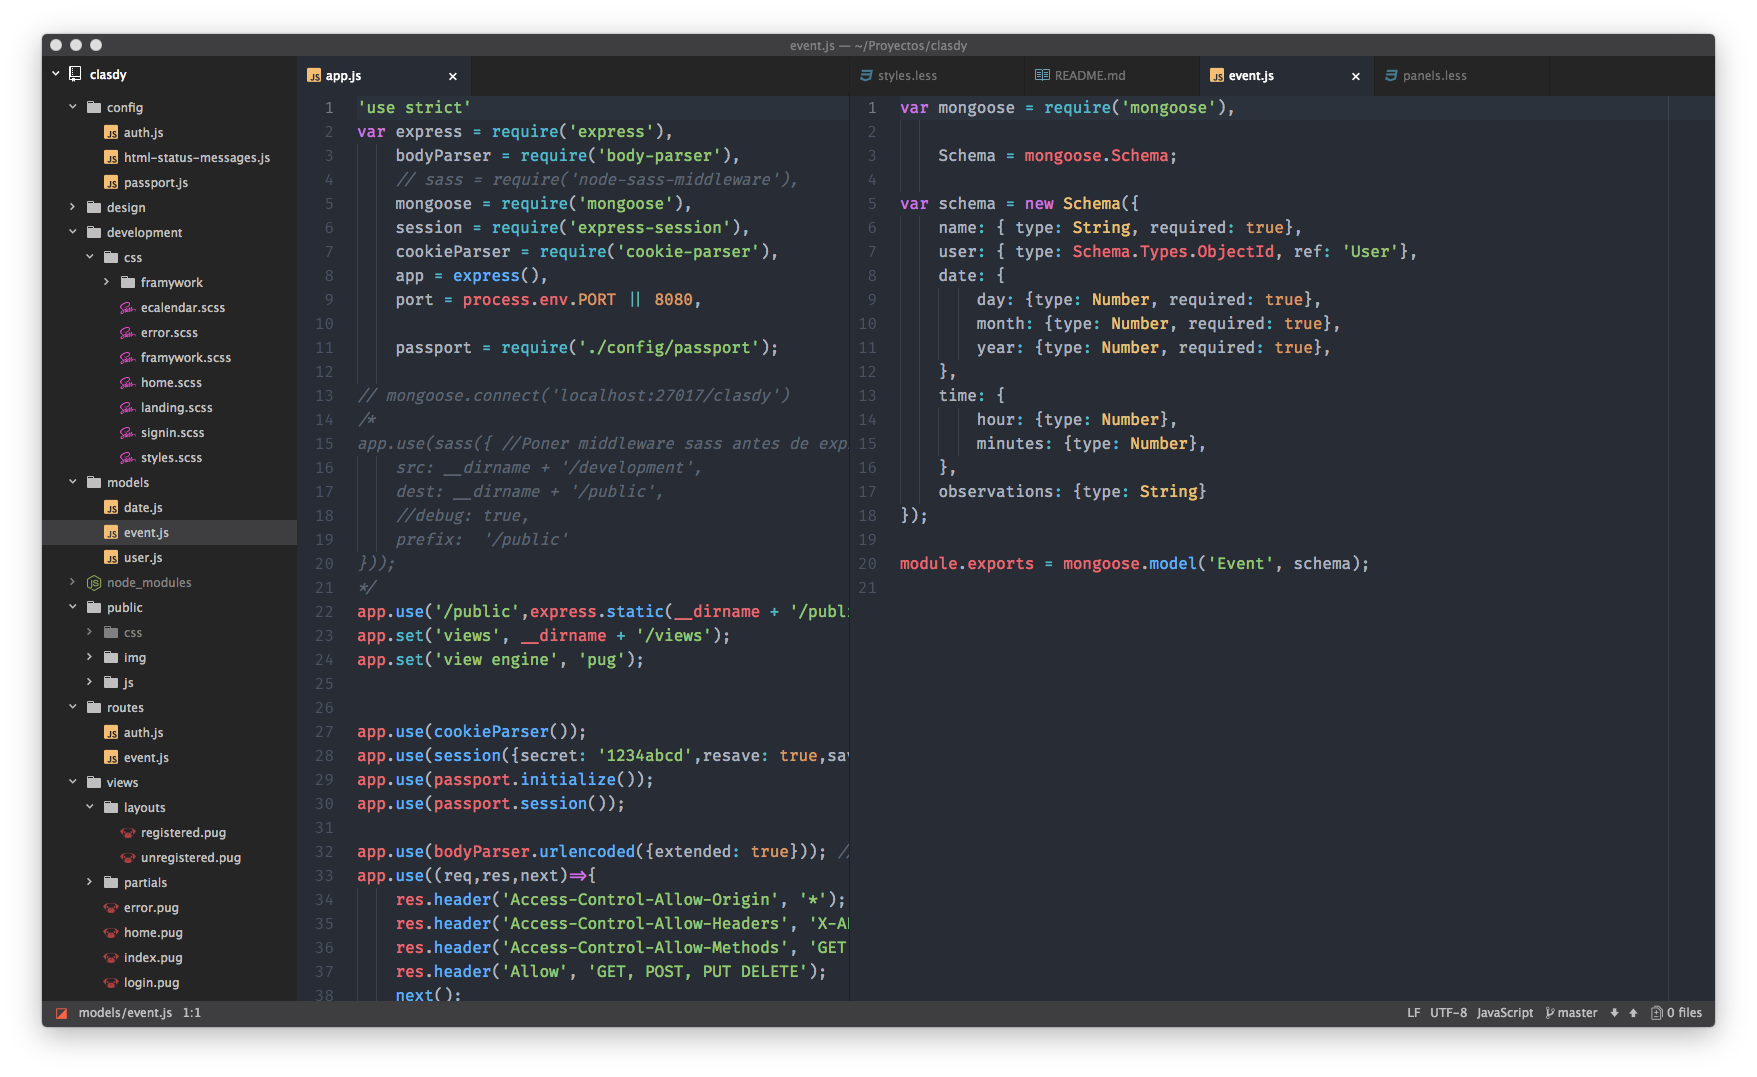 event.js — ~/Proyectos/clasdy
clasdy
config
auth.js
html-status-messages.js
passport.js
design
development
css
framywork
ecalendar.scss
error.scss
framywork.scss
home.scss
landing.scss
signin.scss
styles.scss
models
date.js
event.js
user.js
node_modules
public
css
img
js
routes
auth.js
event.js
views
layouts
registered.pug
unregistered.pug
partials
error.pug
home.pug
index.pug
login.pug
app.js
1 'use strict'
2 var express = require('express'),
3 bodyParser = require('body-parser'),
4 // sass = require('node-sass-middleware'),
5 mongoose = require('mongoose'),
6 session = require('express-session'),
7 cookieParser = require('cookie-parser'),
8 app = express(),
9 port = process.env.PORT || 8080,
10
11 passport = require('./config/passport');
12
13 // mongoose.connect('localhost:27017/clasdy')
14 /*
15 app.use(sass({ //Poner middleware sass antes de exp
16 src: __dirname + '/development',
17 dest: __dirname + '/public',
18 //debug: true,
19 prefix:  '/public'
20 }));
21 */
22 app.use('/public',express.static(__dirname + '/publ
23 app.set('views', __dirname + '/views');
24 app.set('view engine', 'pug');
25
26
27 app.use(cookieParser());
28 app.use(session({secret: '1234abcd',resave: true,sav
29 app.use(passport.initialize());
30 app.use(passport.session());
31
32 app.use(bodyParser.urlencoded({extended: true})); //
33 app.use((req,res,next)=>{
34 res.header('Access-Control-Allow-Origin', '*');
35 res.header('Access-Control-Allow-Headers', 'X-A
36 res.header('Access-Control-Allow-Methods', 'GET
37 res.header('Allow', 'GET, POST, PUT DELETE');
38 next();
styles.less
README.md
event.js
panels.less
1 var mongoose = require('mongoose'),
2
3 Schema = mongoose.Schema;
4
5 var schema = new Schema({
6 name: { type: String, required: true},
7 user: { type: Schema.Types.ObjectId, ref: 'User'},
8 date: {
9 day: {type: Number, required: true},
10 month: {type: Number, required: true},
11 year: {type: Number, required: true},
12 },
13 time: {
14 hour: {type: Number},
15 minutes: {type: Number},
16 },
17 observations: {type: String}
18 });
19
20 module.exports = mongoose.model('Event', schema);
21
models/event.js 1:1
LF UTF-8 JavaScript master 0 files